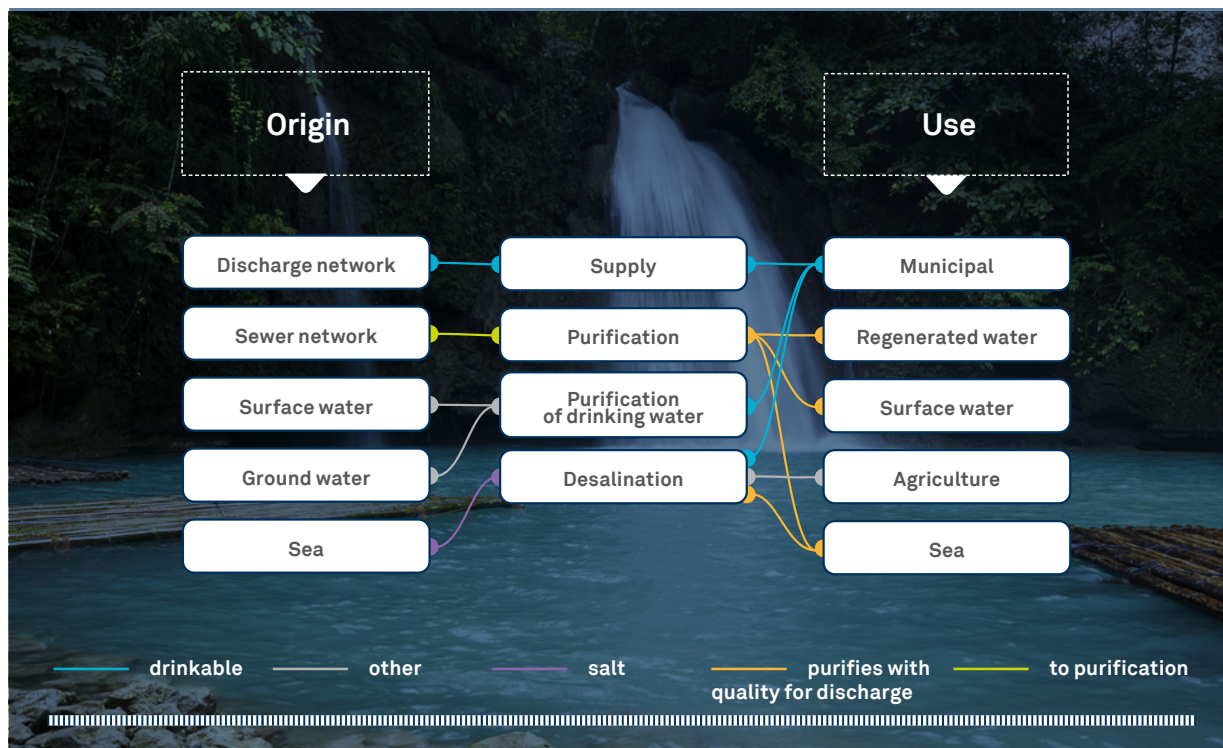 Origin
Use
Discharge network
Supply
Municipal
Sewer network
Purification
Regenerated water
Surface water
Purification
of drinking water
Surface water
Ground water
Desalination
Agriculture
Sea
Sea
drinkable
other
salt
purifies with
quality for discharge
to purification